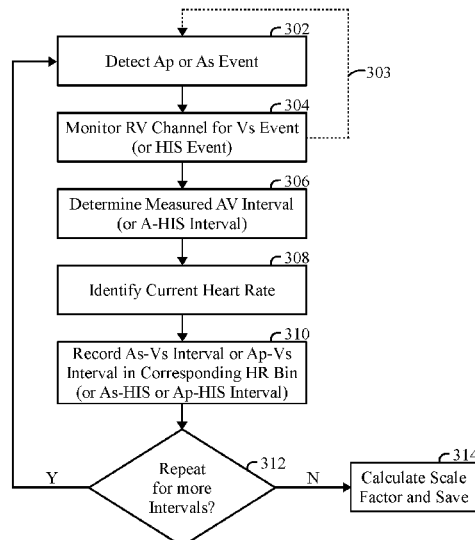 302
Detect Ap or As Event
303
304
Monitor RV Channel for Vs Event
(or HIS Event)
306
Determine Measured AV Interval
(or A-HIS Interval)
308
Identify Current Heart Rate
310
Record As-Vs Interval or Ap-Vs
Interval in Corresponding HR Bin
(or As-HIS or Ap-HIS Interval)
312
Repeat
for more
Intervals?
Y
N
314
Calculate Scale
Factor and Save